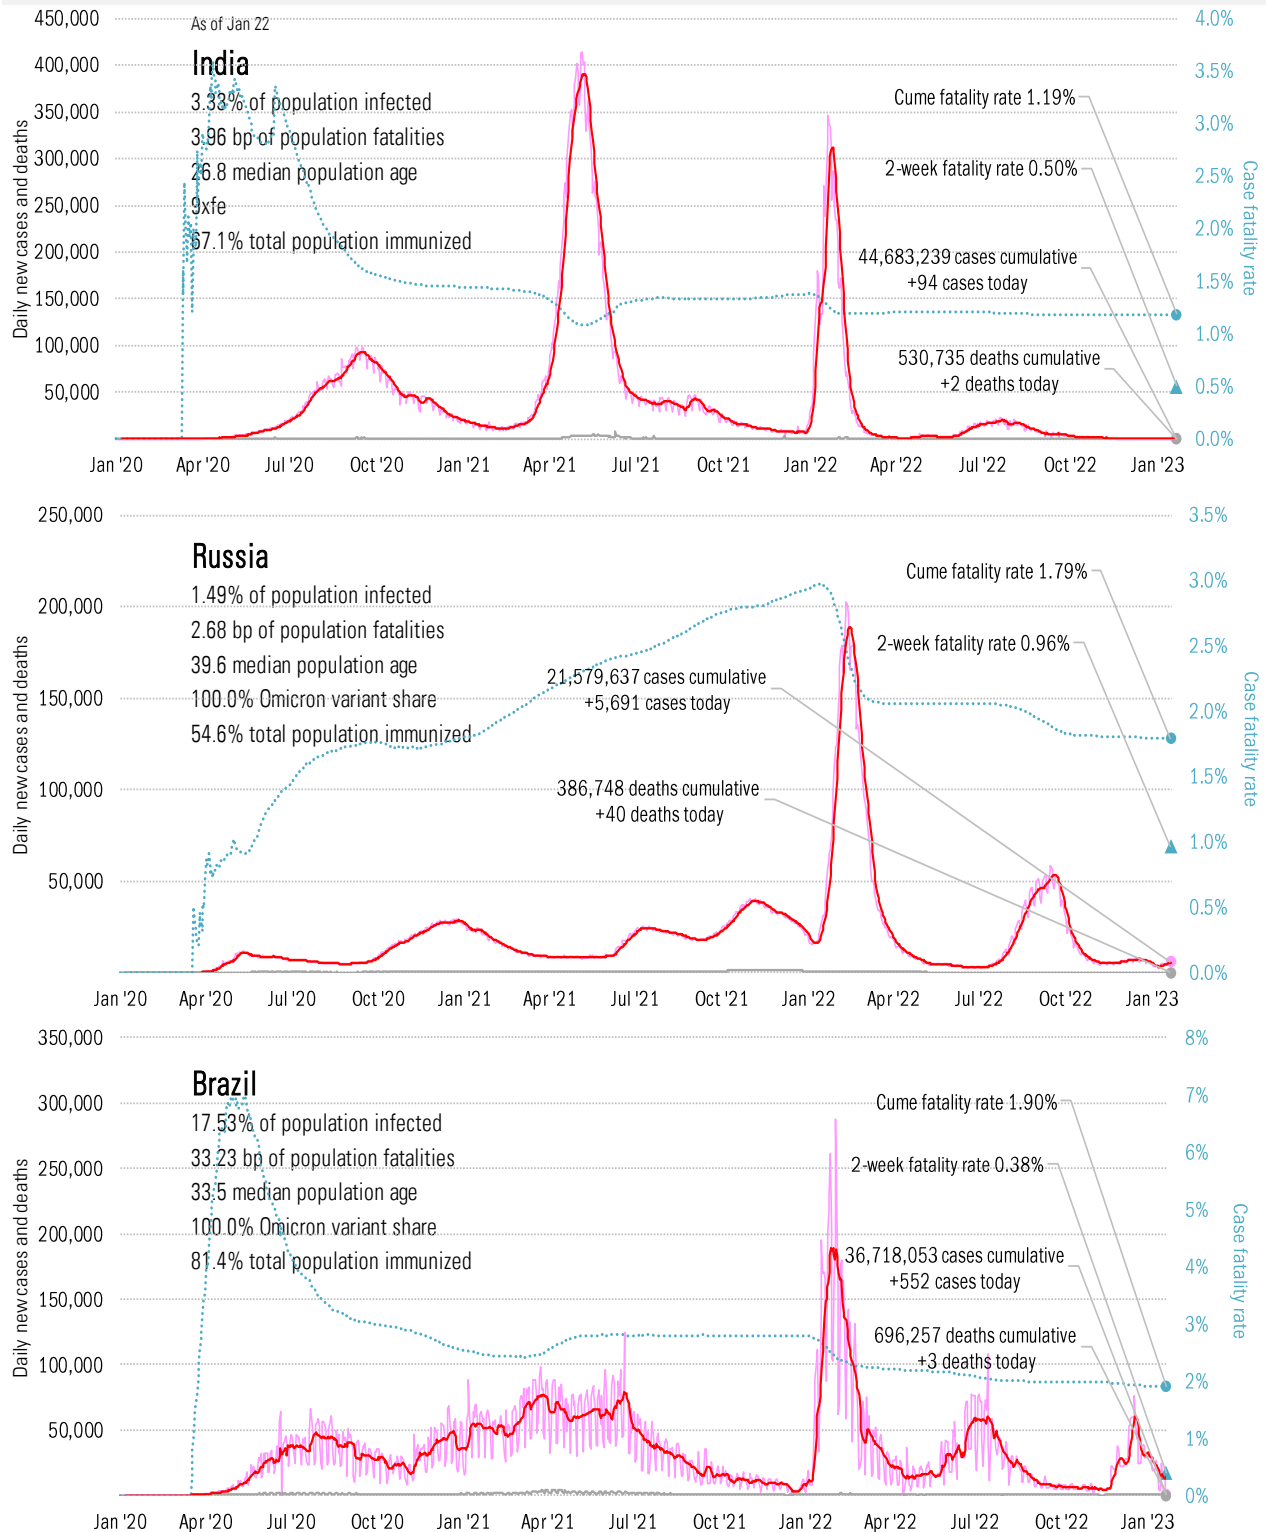 As of Jan 22
India
3.33% of population infected
3.96 bp of population fatalities
26.8 median population age
9xfe
67.1% total population immunized
Daily new cases and deaths
450,000
400,000
350,000
300,000
250,000
200,000
150,000
100,000
50,000
4.0%
3.5%
3.0%
2.5%
2.0%
1.5%
1.0%
0.5%
0.0%
Case fatality rate
Cume fatality rate 1.19%
2-week fatality rate 0.50%
44,683,239 cases cumulative
+94 cases today
530,735 deaths cumulative
+2 deaths today
Jan '20 Apr '20 Jul '20 Oct '20 Jan '21 Apr '21 Jul '21 Oct '21 Jan '22 Apr '22 Jul '22 Oct '22 Jan '23
Russia
1.49% of population infected
2.68 bp of population fatalities
39.6 median population age
100.0% Omicron variant share
54.6% total population immunized
Daily new cases and deaths
250,000
200,000
150,000
100,000
50,000
3.5%
3.0%
2.5%
2.0%
1.5%
1.0%
0.5%
0.0%
Case fatality rate
Cume fatality rate 1.79%
2-week fatality rate 0.96%
21,579,637 cases cumulative
+5,691 cases today
386,748 deaths cumulative
+40 deaths today
Jan '20 Apr '20 Jul '20 Oct '20 Jan '21 Apr '21 Jul '21 Oct '21 Jan '22 Apr '22 Jul '22 Oct '22 Jan '23
Brazil
17.53% of population infected
33.23 bp of population fatalities
33.5 median population age
100.0% Omicron variant share
81.4% total population immunized
Daily new cases and deaths
350,000
300,000
250,000
200,000
150,000
100,000
50,000
8%
7%
6%
5%
4%
3%
2%
1%
0%
Case fatality rate
Cume fatality rate 1.90%
2-week fatality rate 0.38%
36,718,053 cases cumulative
+552 cases today
696,257 deaths cumulative
+3 deaths today
Jan '20 Apr '20 Jul '20 Oct '20 Jan '21 Apr '21 Jul '21 Oct '21 Jan '22 Apr '22 Jul '22 Oct '22 Jan '23